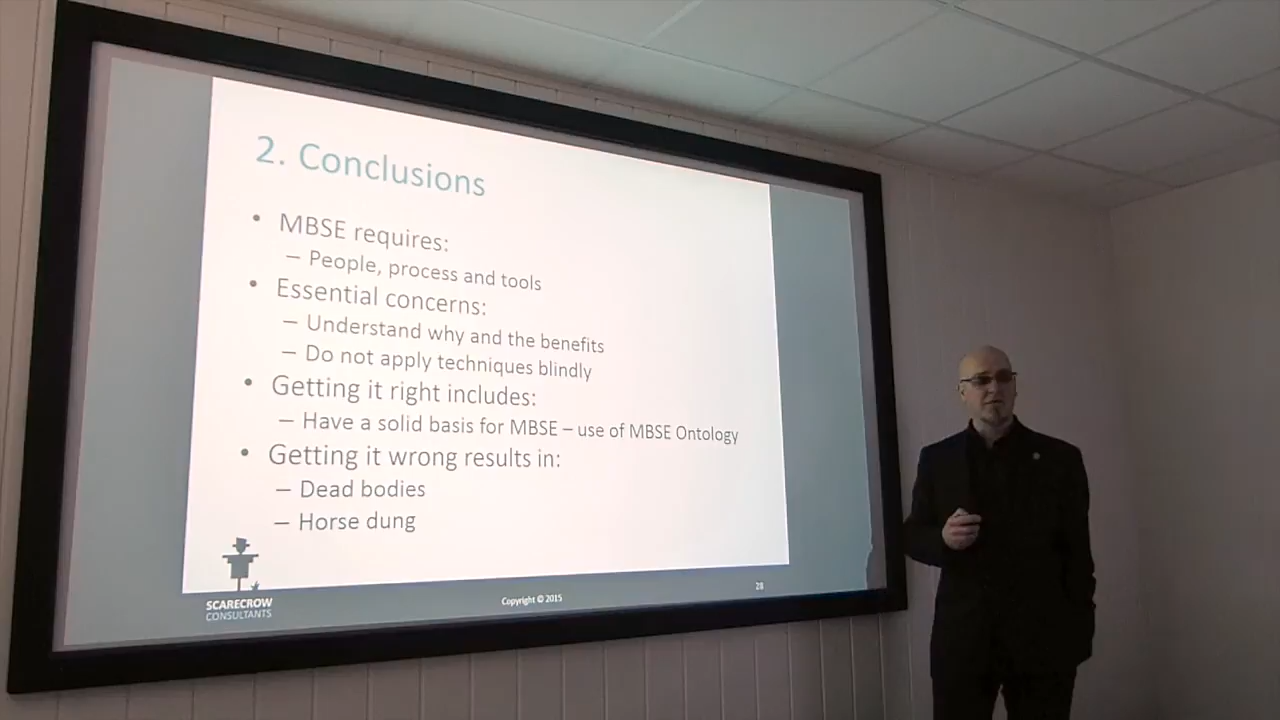 2. Conclusions
• MBSE requires:
– People, process and tools
• Essential concerns:
– Understand why and the benefits
– Do not apply techniques blindly
• Getting it right includes:
– Have a solid basis for MBSE – use of MBSE Ontology
• Getting it wrong results in:
– Dead bodies
– Horse dung
SCARECROW
CONSULTANTS
Copyright © 2015
28